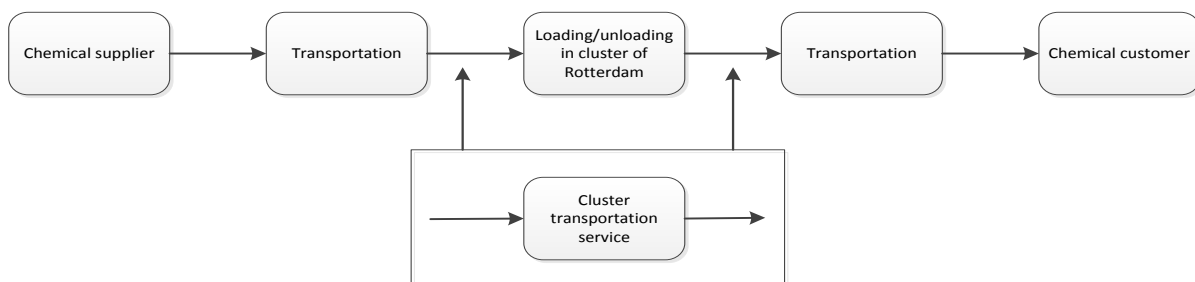 Chemical supplier
Transportation
Loading/unloading
in cluster of
Rotterdam
Transportation
Chemical customer
Cluster
transportation
service